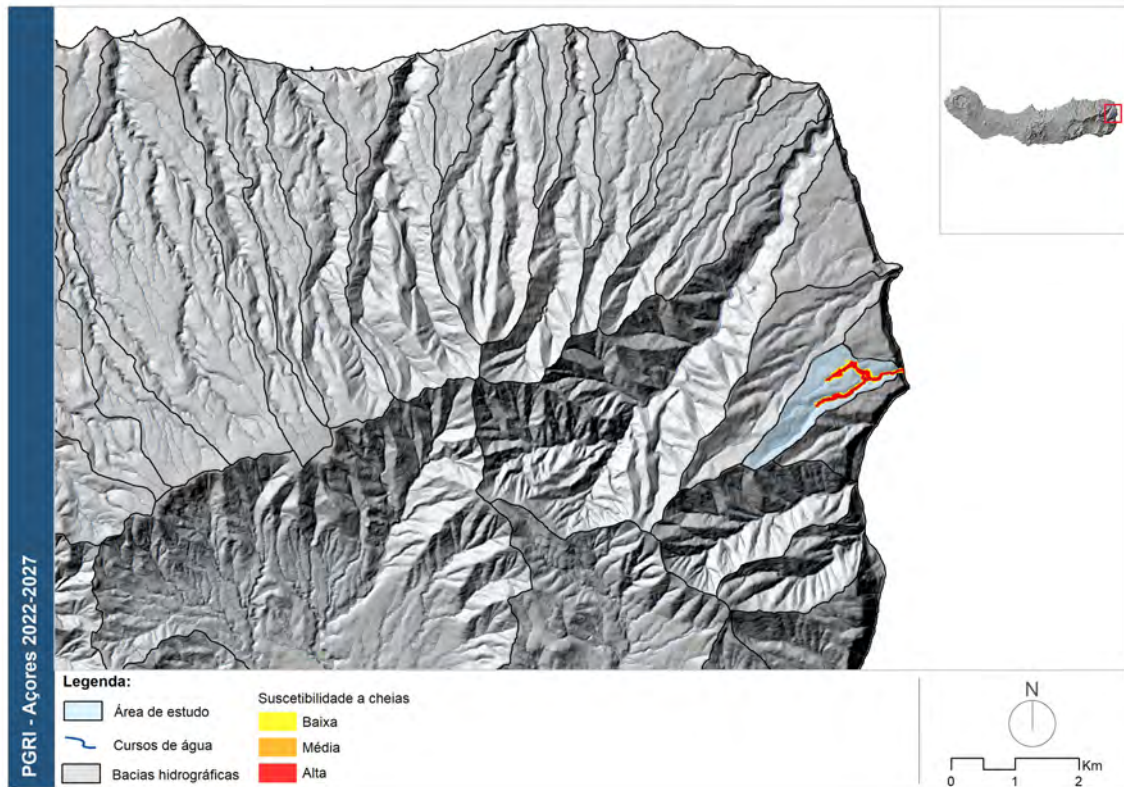 PGRI - Açores 2022-2027
Legenda:
Área de estudo
Cursos de água
Bacias hidrográficas
Suscetibilidade a cheias
Baixa
Média
Alta
N
Km
0 1 2